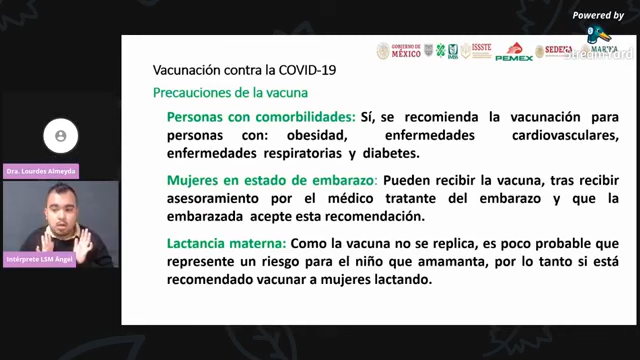 Powered by
StreamYard
GOBIERNO DE
MÉXICO
IMSS
ISSSTE
PEMEX
SEDENA
MARINA
Vacunación contra la COVID-19
Precauciones de la vacuna
Personas con comorbilidades: Sí, se recomienda la vacunación para
personas con: obesidad, enfermedades cardiovasculares,
enfermedades respiratorias y diabetes.
Mujeres en estado de embarazo: Pueden recibir la vacuna, tras recibir
asesoramiento por el médico tratante del embarazo y que la
embarazada acepte esta recomendación.
Lactancia materna: Como la vacuna no se replica, es poco probable que
represente un riesgo para el niño que amamanta, por lo tanto si está
recomendado vacunar a mujeres lactando.
Dra. Lourdes Almeyda
Intérprete LSM Ángel